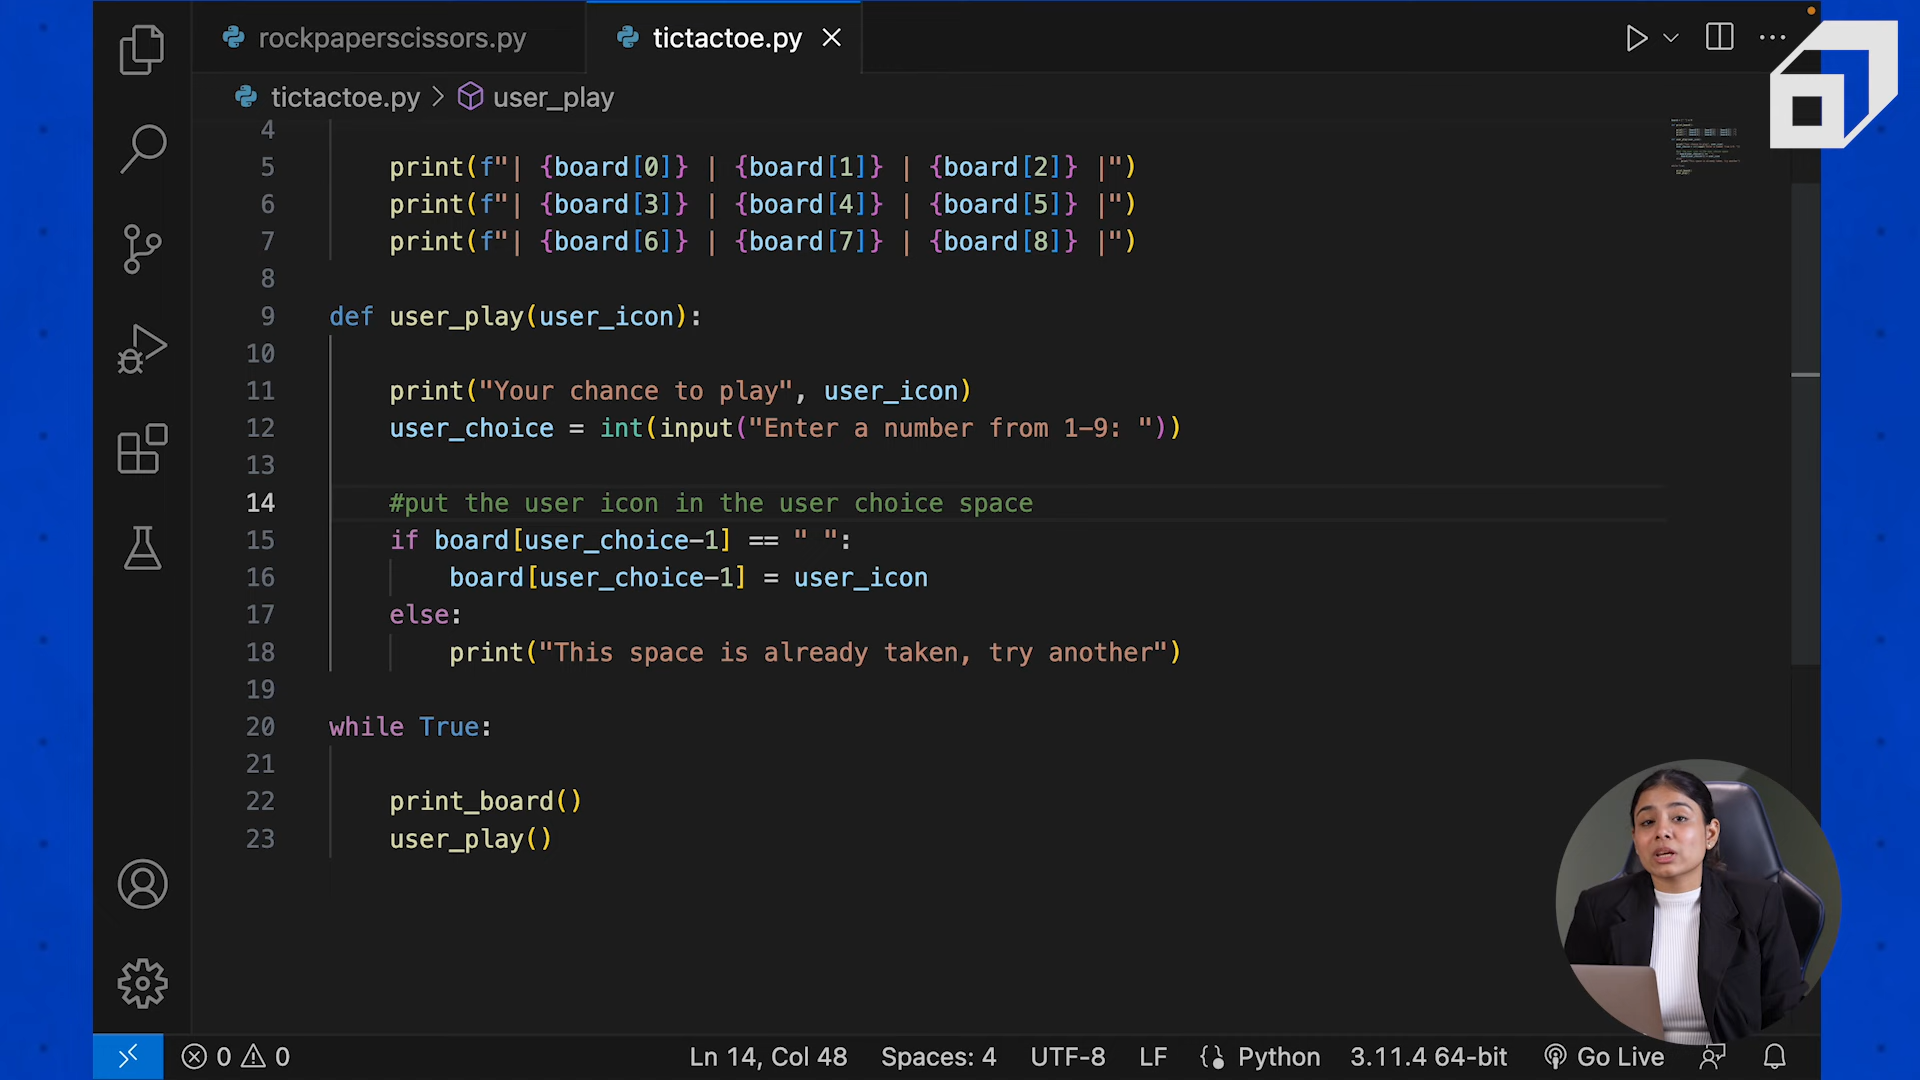 rockpaperscissors.py
tictactoe.py
tictactoe.py > user_play
4
5 print(f"| {board[0]} | {board[1]} | {board[2]} |")
6 print(f"| {board[3]} | {board[4]} | {board[5]} |")
7 print(f"| {board[6]} | {board[7]} | {board[8]} |")
8
9 def user_play(user_icon):
10
11 print("Your chance to play", user_icon)
12 user_choice = int(input("Enter a number from 1-9: "))
13
14 #put the user icon in the user choice space
15 if board[user_choice-1] == " ":
16 board[user_choice-1] = user_icon
17 else:
18 print("This space is already taken, try another")
19
20 while True:
21
22 print_board()
23 user_play()
0 0 Ln 14, Col 48 Spaces: 4 UTF-8 LF Python 3.11.4 64-bit Go Live